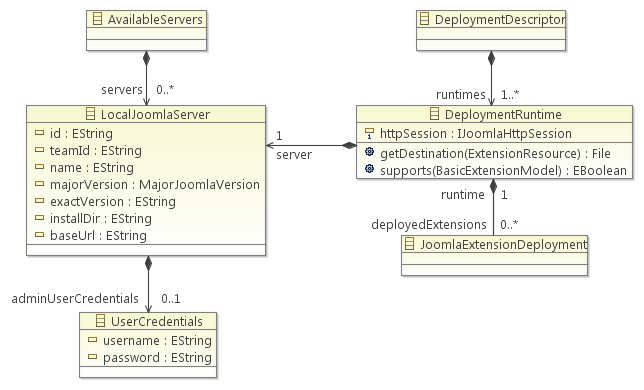 AvailableServers
DeploymentDescriptor
servers 0..*
runtimes 1..*
LocalJoomlaServer
id : EString
teamId : EString
name : EString
majorVersion : MajorJoomlaVersion
exactVersion : EString
installDir : EString
baseUrl : EString
1
server
DeploymentRuntime
1
httpSession : IJoomlaHttpSession
getDestination(ExtensionResource) : File
supports(BasicExtensionModel) : EBoolean
runtime 1
deployedExtensions 0..*
JoomlaExtensionDeployment
adminUserCredentials 0..1
UserCredentials
username : EString
password : EString